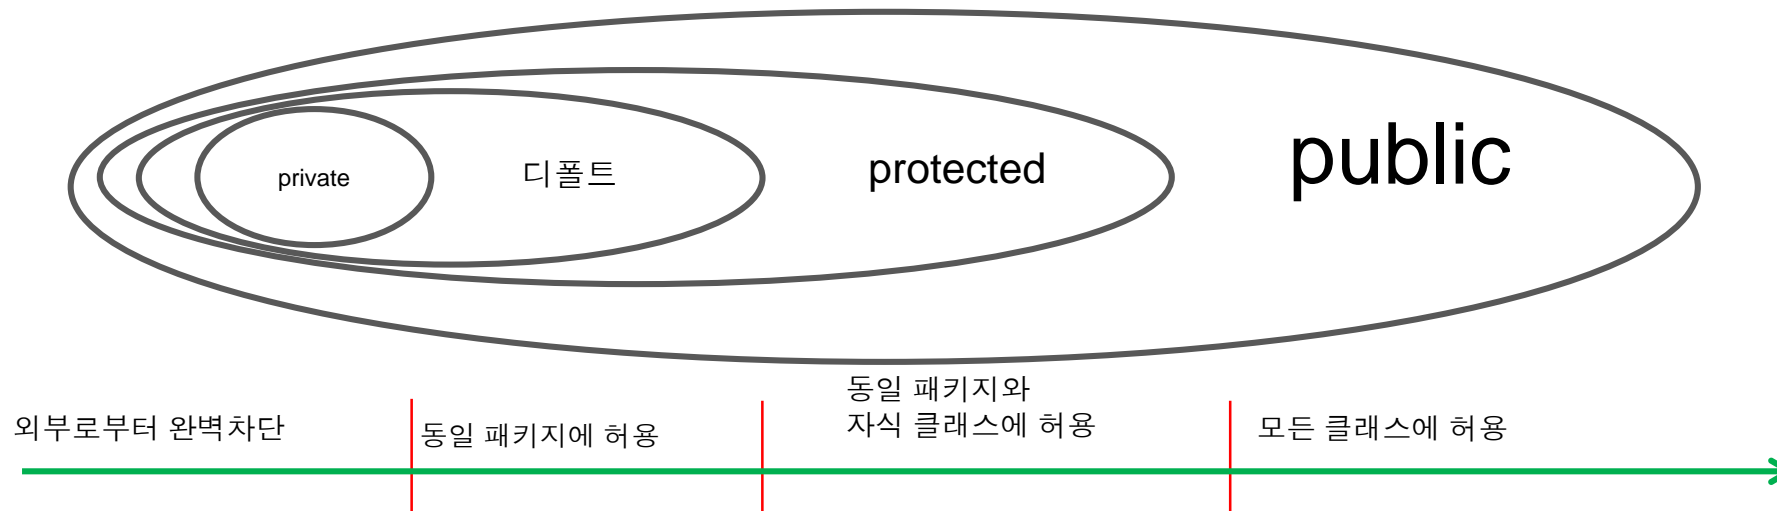 private
디폴트
protected
public
외부로부터 완벽차단
동일 패키지에 허용
동일 패키지와
자식 클래스에 허용
모든 클래스에 허용